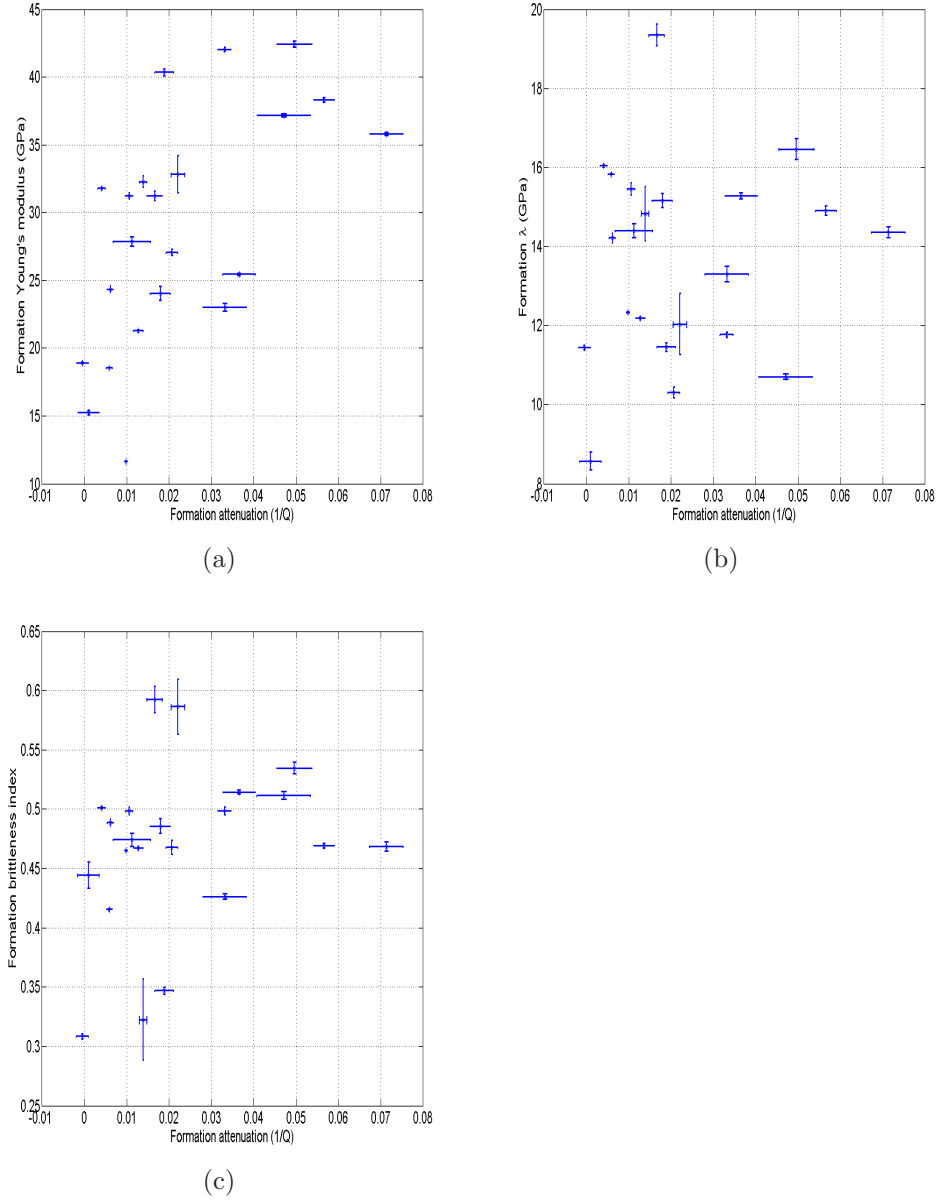 45
40
35
30
25
20
15
10
Formation Young's modulus (GPa)
-0.01 0 0.01 0.02 0.03 0.04 0.05 0.06 0.07 0.08
Formation attenuation (1/Q)
(a)
20
18
16
14
12
10
8
Formation λ (GPa)
-0.01 0 0.01 0.02 0.03 0.04 0.05 0.06 0.07 0.08
Formation attenuation (1/Q)
(b)
0.65
0.6
0.55
0.5
0.45
0.4
0.35
0.3
0.25
Formation brittleness index
-0.01 0 0.01 0.02 0.03 0.04 0.05 0.06 0.07 0.08
Formation attenuation (1/Q)
(c)